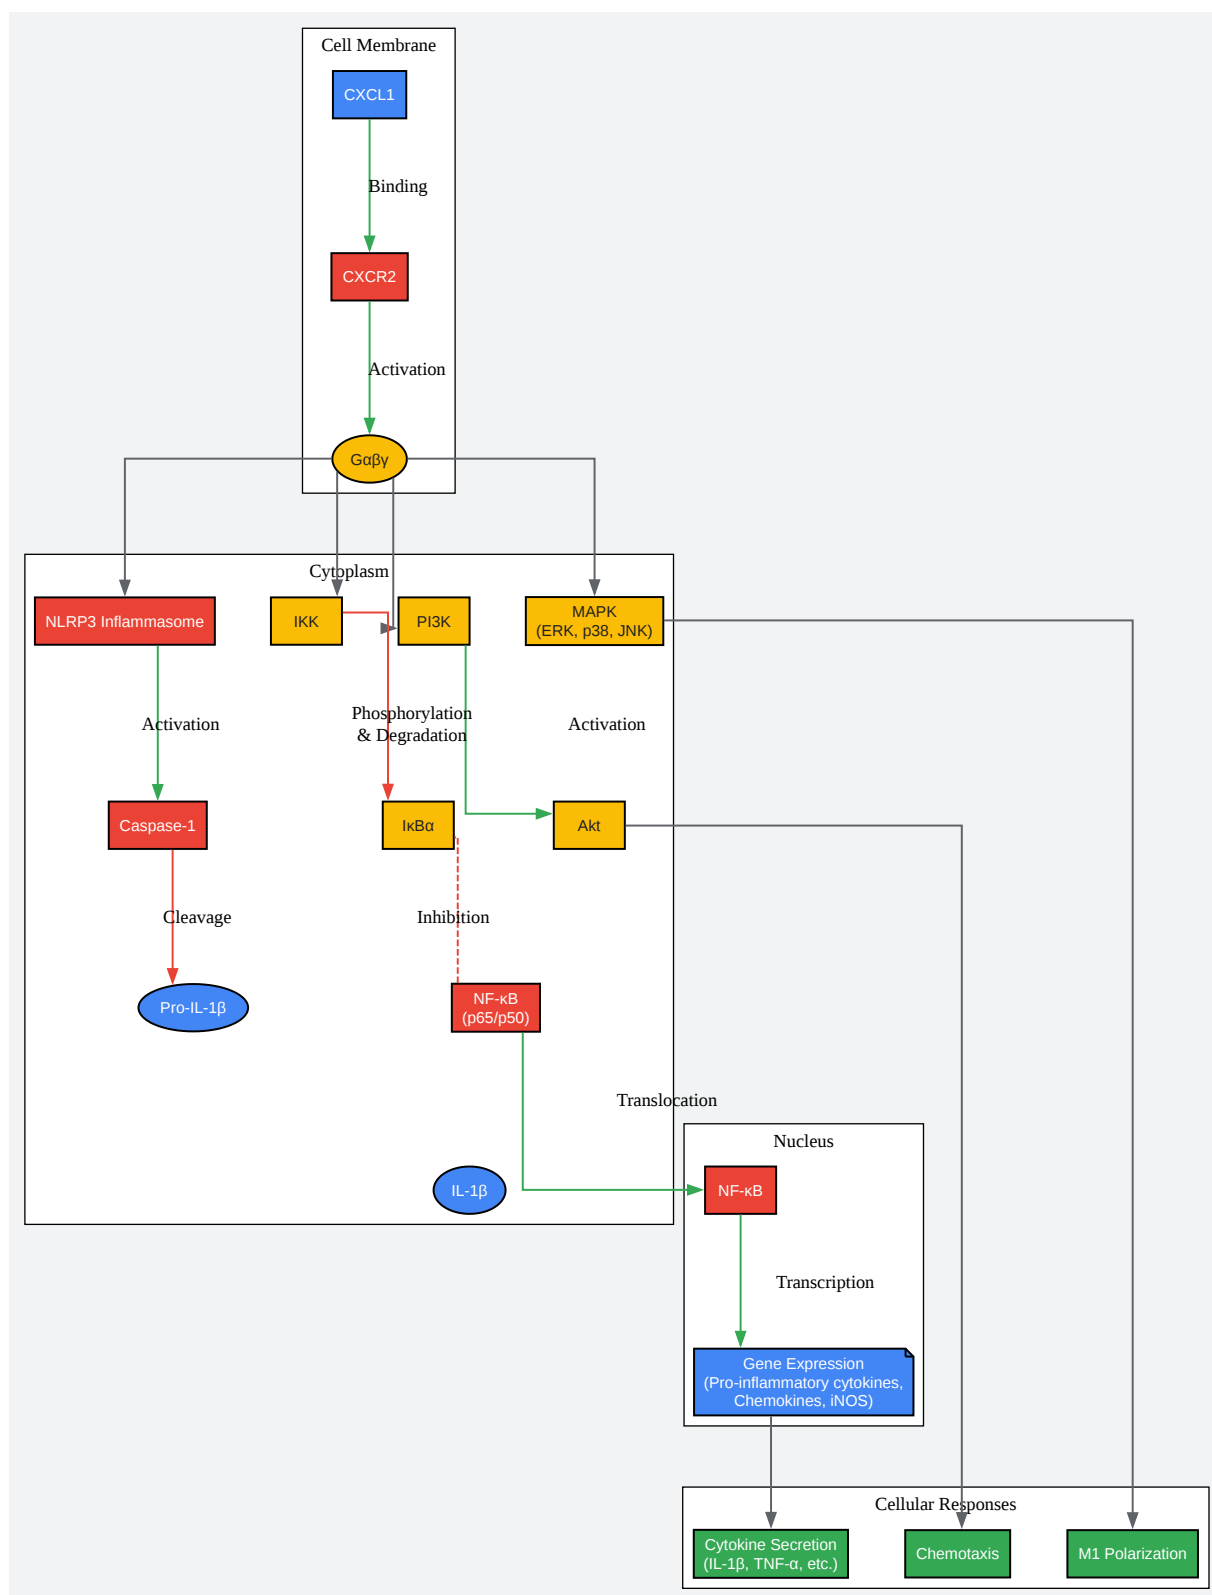 Cell Membrane
CXCL1
Binding
CXCR2
Activation
Gαβγ
Cytoplasm
NLRP3 Inflammasome
IKK
PI3K
MAPK
(ERK, p38, JNK)
Activation
Phosphorylation
& Degradation
Activation
Caspase-1
IκBα
Akt
Cleavage
Inhibition
Pro-IL-1β
NF-κB
(p65/p50)
Translocation
Nucleus
IL-1β
NF-κB
Transcription
Gene Expression
(Pro-inflammatory cytokines,
Chemokines, iNOS)
Cellular Responses
Cytokine Secretion
(IL-1β, TNF-α, etc.)
Chemotaxis
M1 Polarization